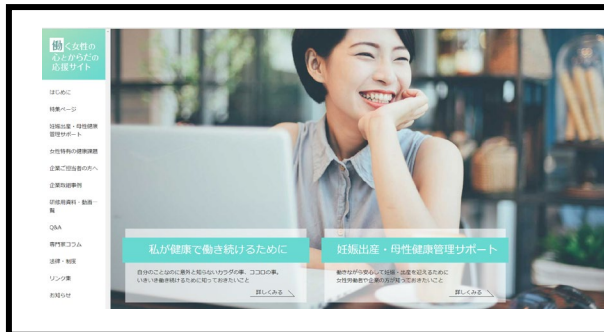 働く女性の
心とからだの
応援サイト
はじめに
特集ページ
妊娠出産・母性健康
管理サポート
女性特有の健康課題
企業ご担当者の方へ
企業取組事例
研修用資料・動画一
覧
Q&A
専門家コラム
法律・制度
リンク集
お知らせ
私が健康で働き続けるために
自分のことなのに意外と知らないカラダの事、ココロの事。
いきいき働き続けるために知っておきたいこと
詳しくみる
妊娠出産・母性健康管理サポート
働きながら安心して妊娠・出産を迎えるために
女性労働者や企業の方が知っておきたいこと
詳しくみる